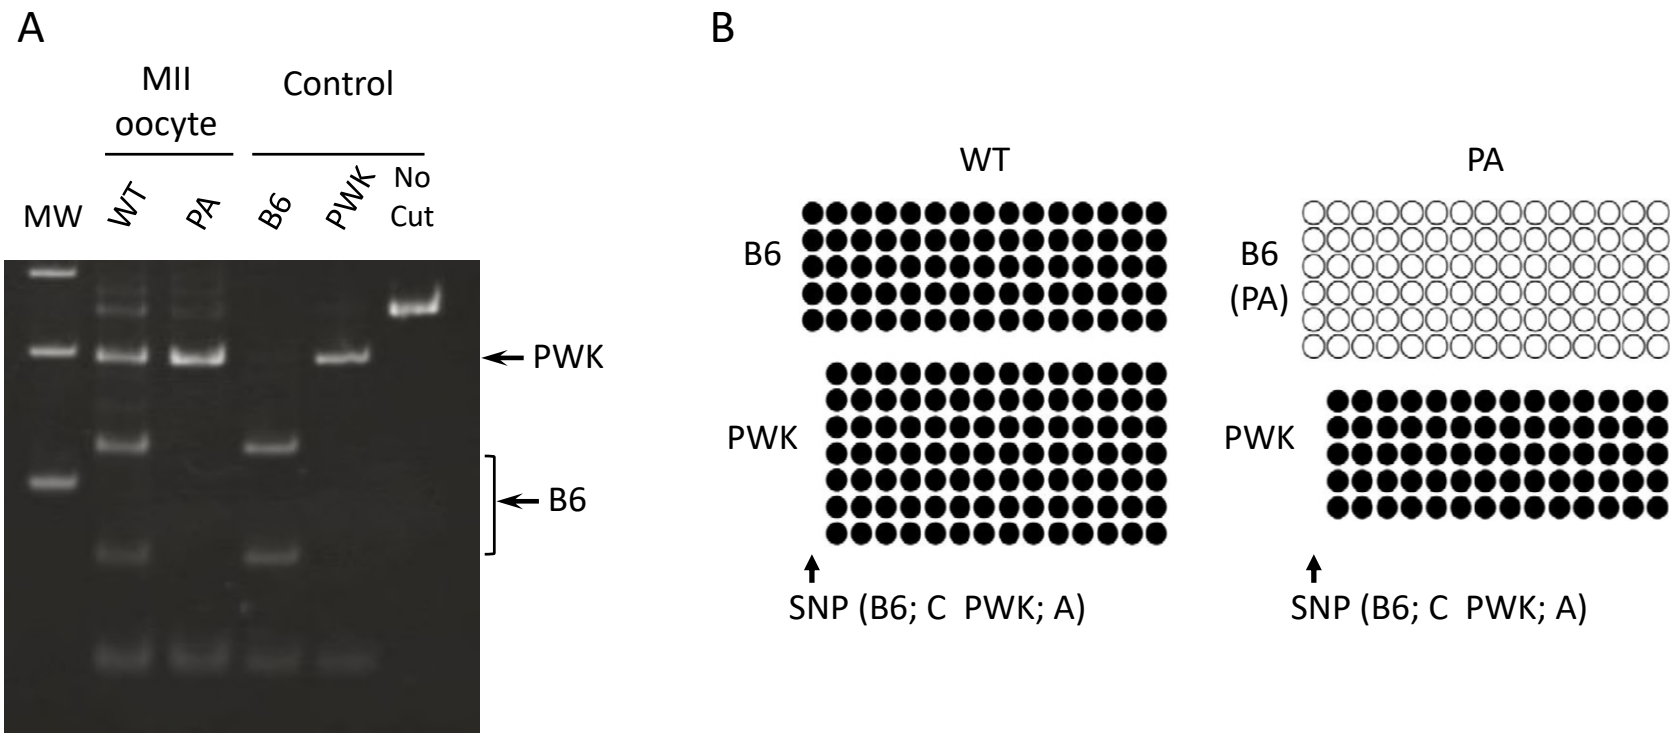 A
B
MII
oocyte
Control
MW
WT
PA
B6
PWK
No
Cut
PWK
B6
WT
PA
B6
PWK
B6
(PA)
PWK
SNP (B6; C PWK; A)
SNP (B6; C PWK; A)